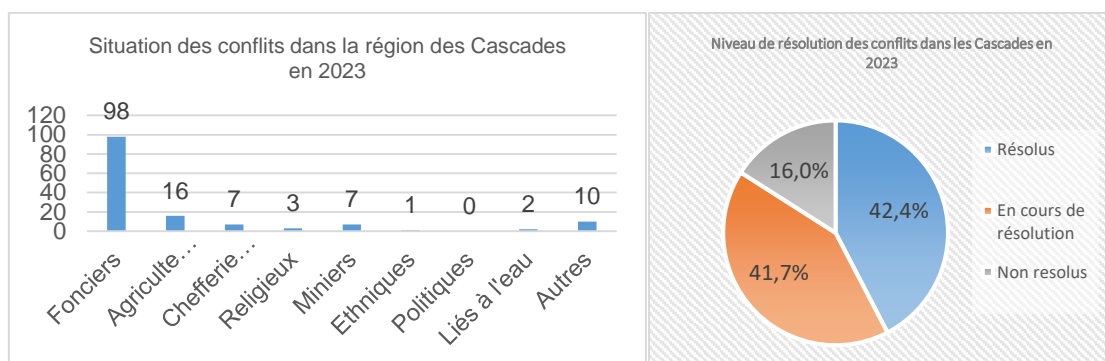 Situation des conflits dans la région des Cascades
en 2023
98
16
7
3
7
1
0
2
10
120
100
80
60
40
20
0
Fonciers
Agriculte…
Chefferie…
Religieux
Miniers
Ethniques
Politiques
Liés à l'eau
Autres
Niveau de résolution des conflits dans les Cascades en
2023
16,0%
42,4%
41,7%
Résolus
En cours de
résolution
Non resolus